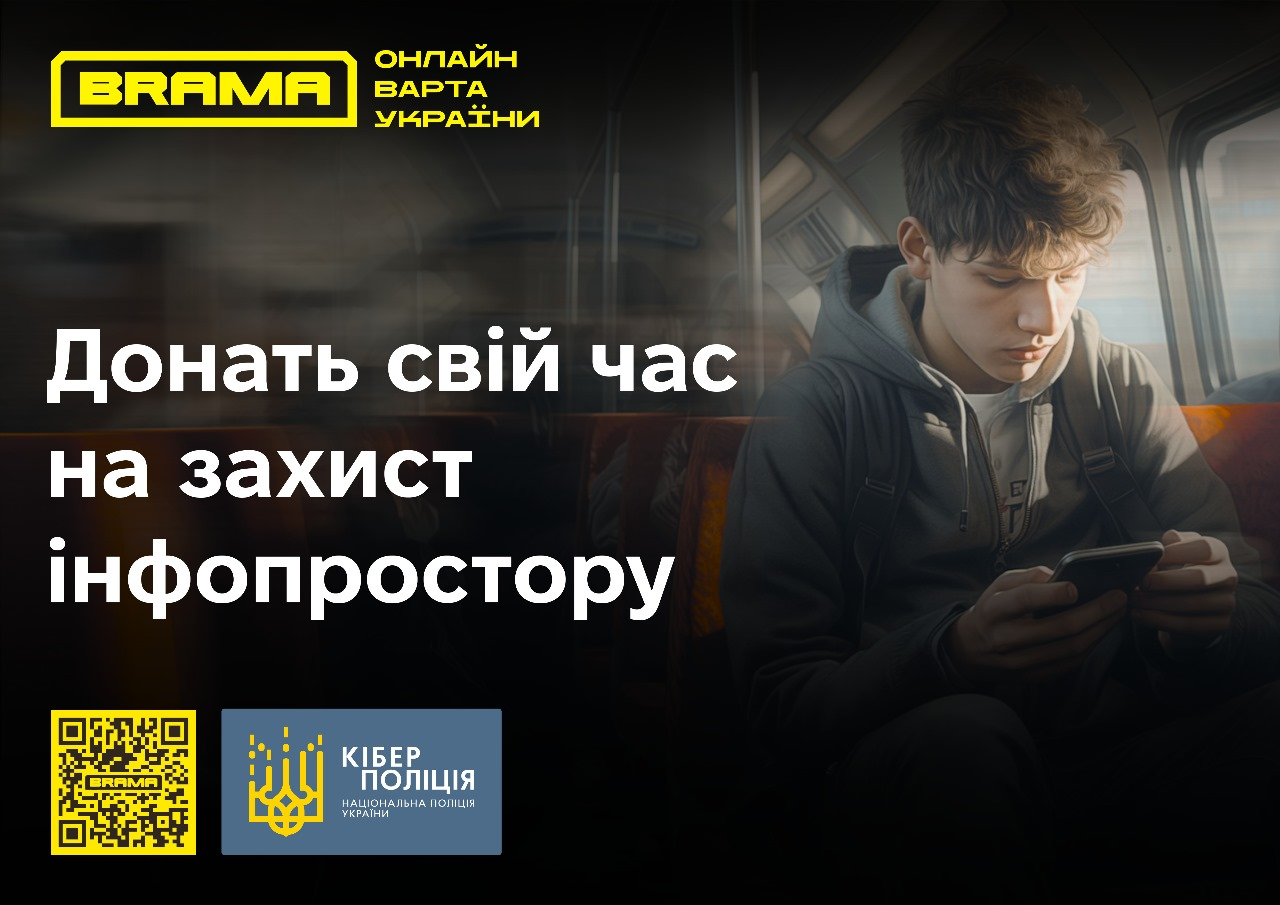 BRAMA
ОНЛАЙН
ВАРТА
УКРАЇНИ
Донать свій час
на захист
інфопростору
BRAMA
КІБЕР
ПОЛІЦІЯ
НАЦІОНАЛЬНА ПОЛІЦІЯ
УКРАЇНИ